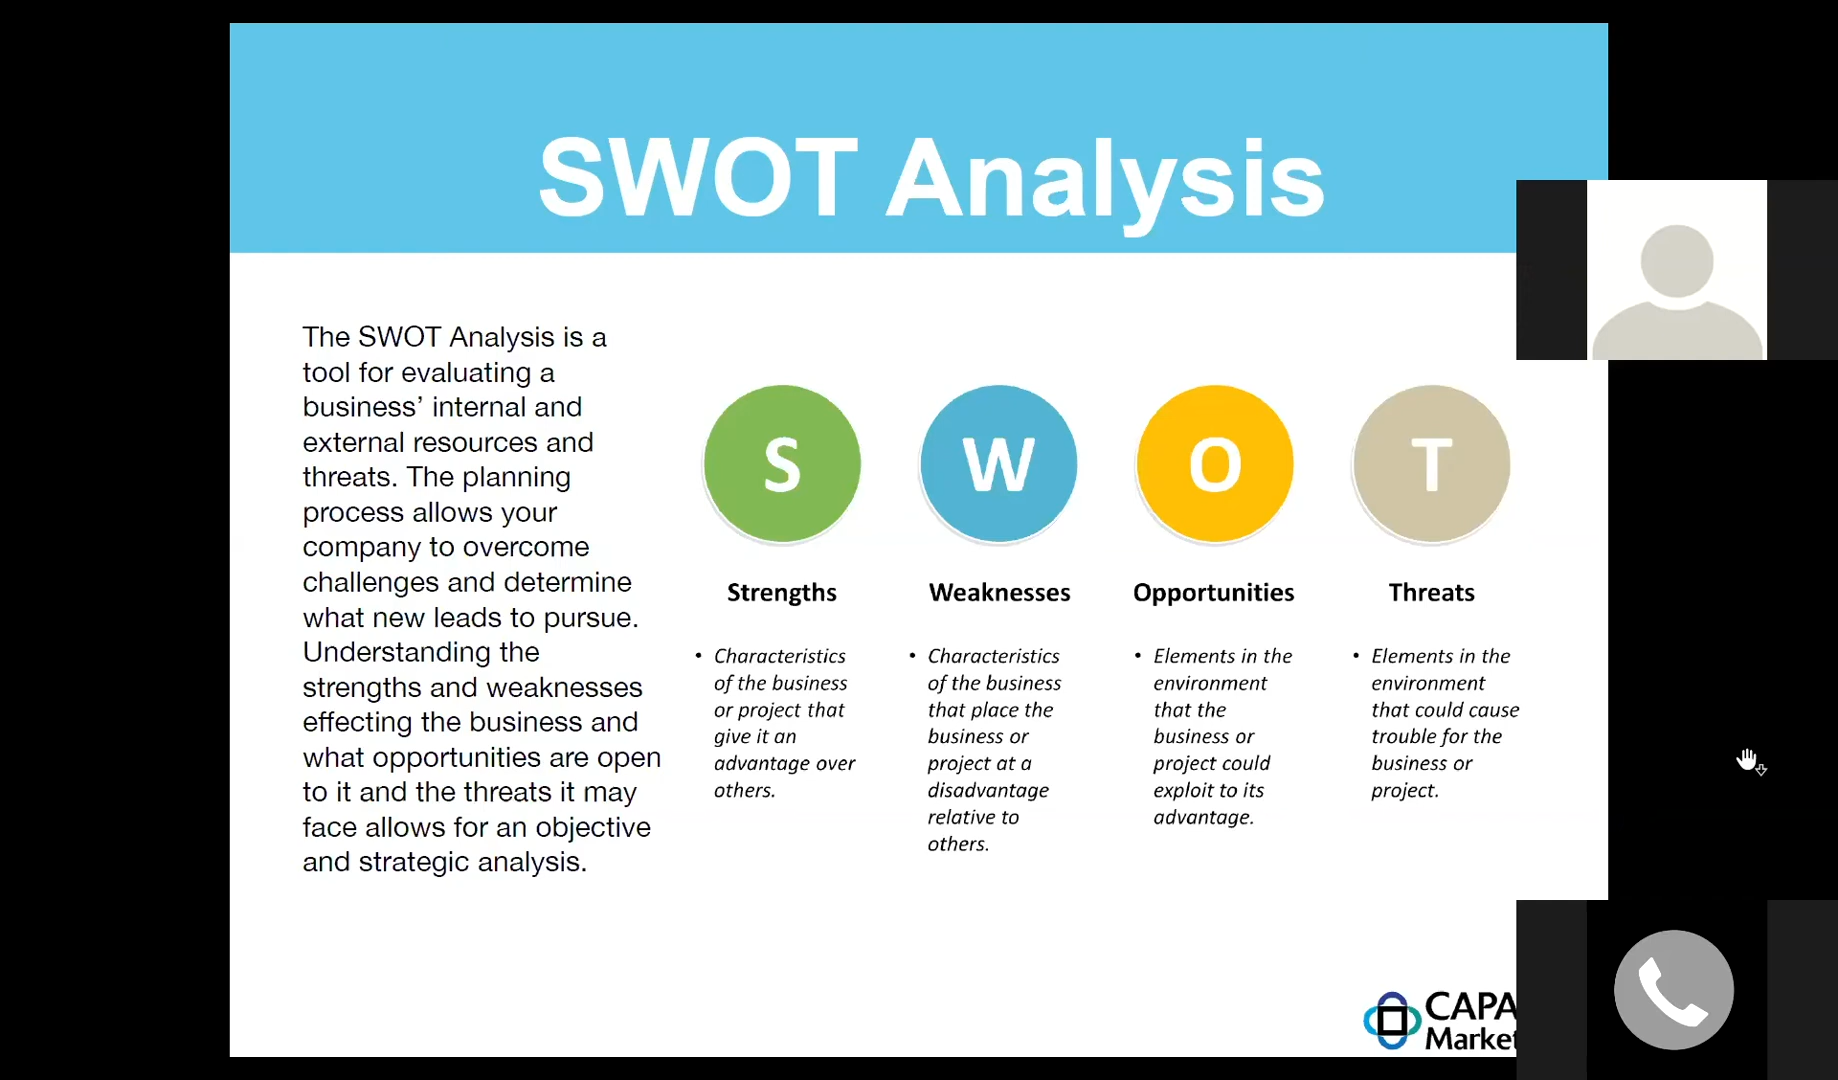 SWOT Analysis
The SWOT Analysis is a
tool for evaluating a
business’ internal and
external resources and
threats. The planning
process allows your
company to overcome
challenges and determine
what new leads to pursue.
Understanding the
strengths and weaknesses
effecting the business and
what opportunities are open
to it and the threats it may
face allows for an objective
and strategic analysis.
S
W
O
T
Strengths
Weaknesses
Opportunities
Threats
• Characteristics
of the business
or project that
give it an
advantage over
others.
• Characteristics
of the business
that place the
business or
project at a
disadvantage
relative to
others.
• Elements in the
environment
that the
business or
project could
exploit to its
advantage.
• Elements in the
environment
that could cause
trouble for the
business or
project.